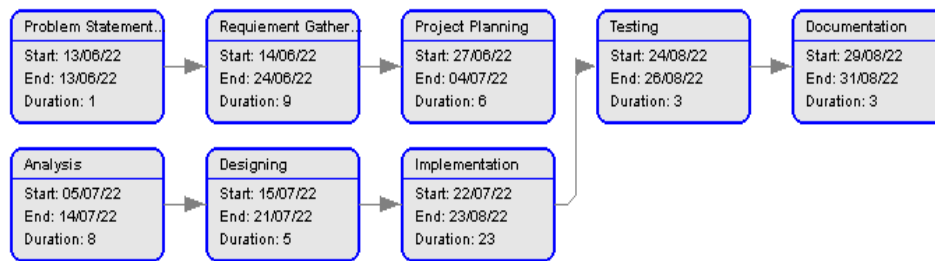 Problem Statement..
Start: 13/06/22
End: 13/06/22
Duration: 1
Requiement Gather..
Start: 14/06/22
End: 24/06/22
Duration: 9
Project Planning
Start: 27/06/22
End: 04/07/22
Duration: 6
Testing
Start: 24/08/22
End: 26/08/22
Duration: 3
Documentation
Start: 29/08/22
End: 31/08/22
Duration: 3
Analysis
Start: 05/07/22
End: 14/07/22
Duration: 8
Designing
Start: 15/07/22
End: 21/07/22
Duration: 5
Implementation
Start: 22/07/22
End: 23/08/22
Duration: 23